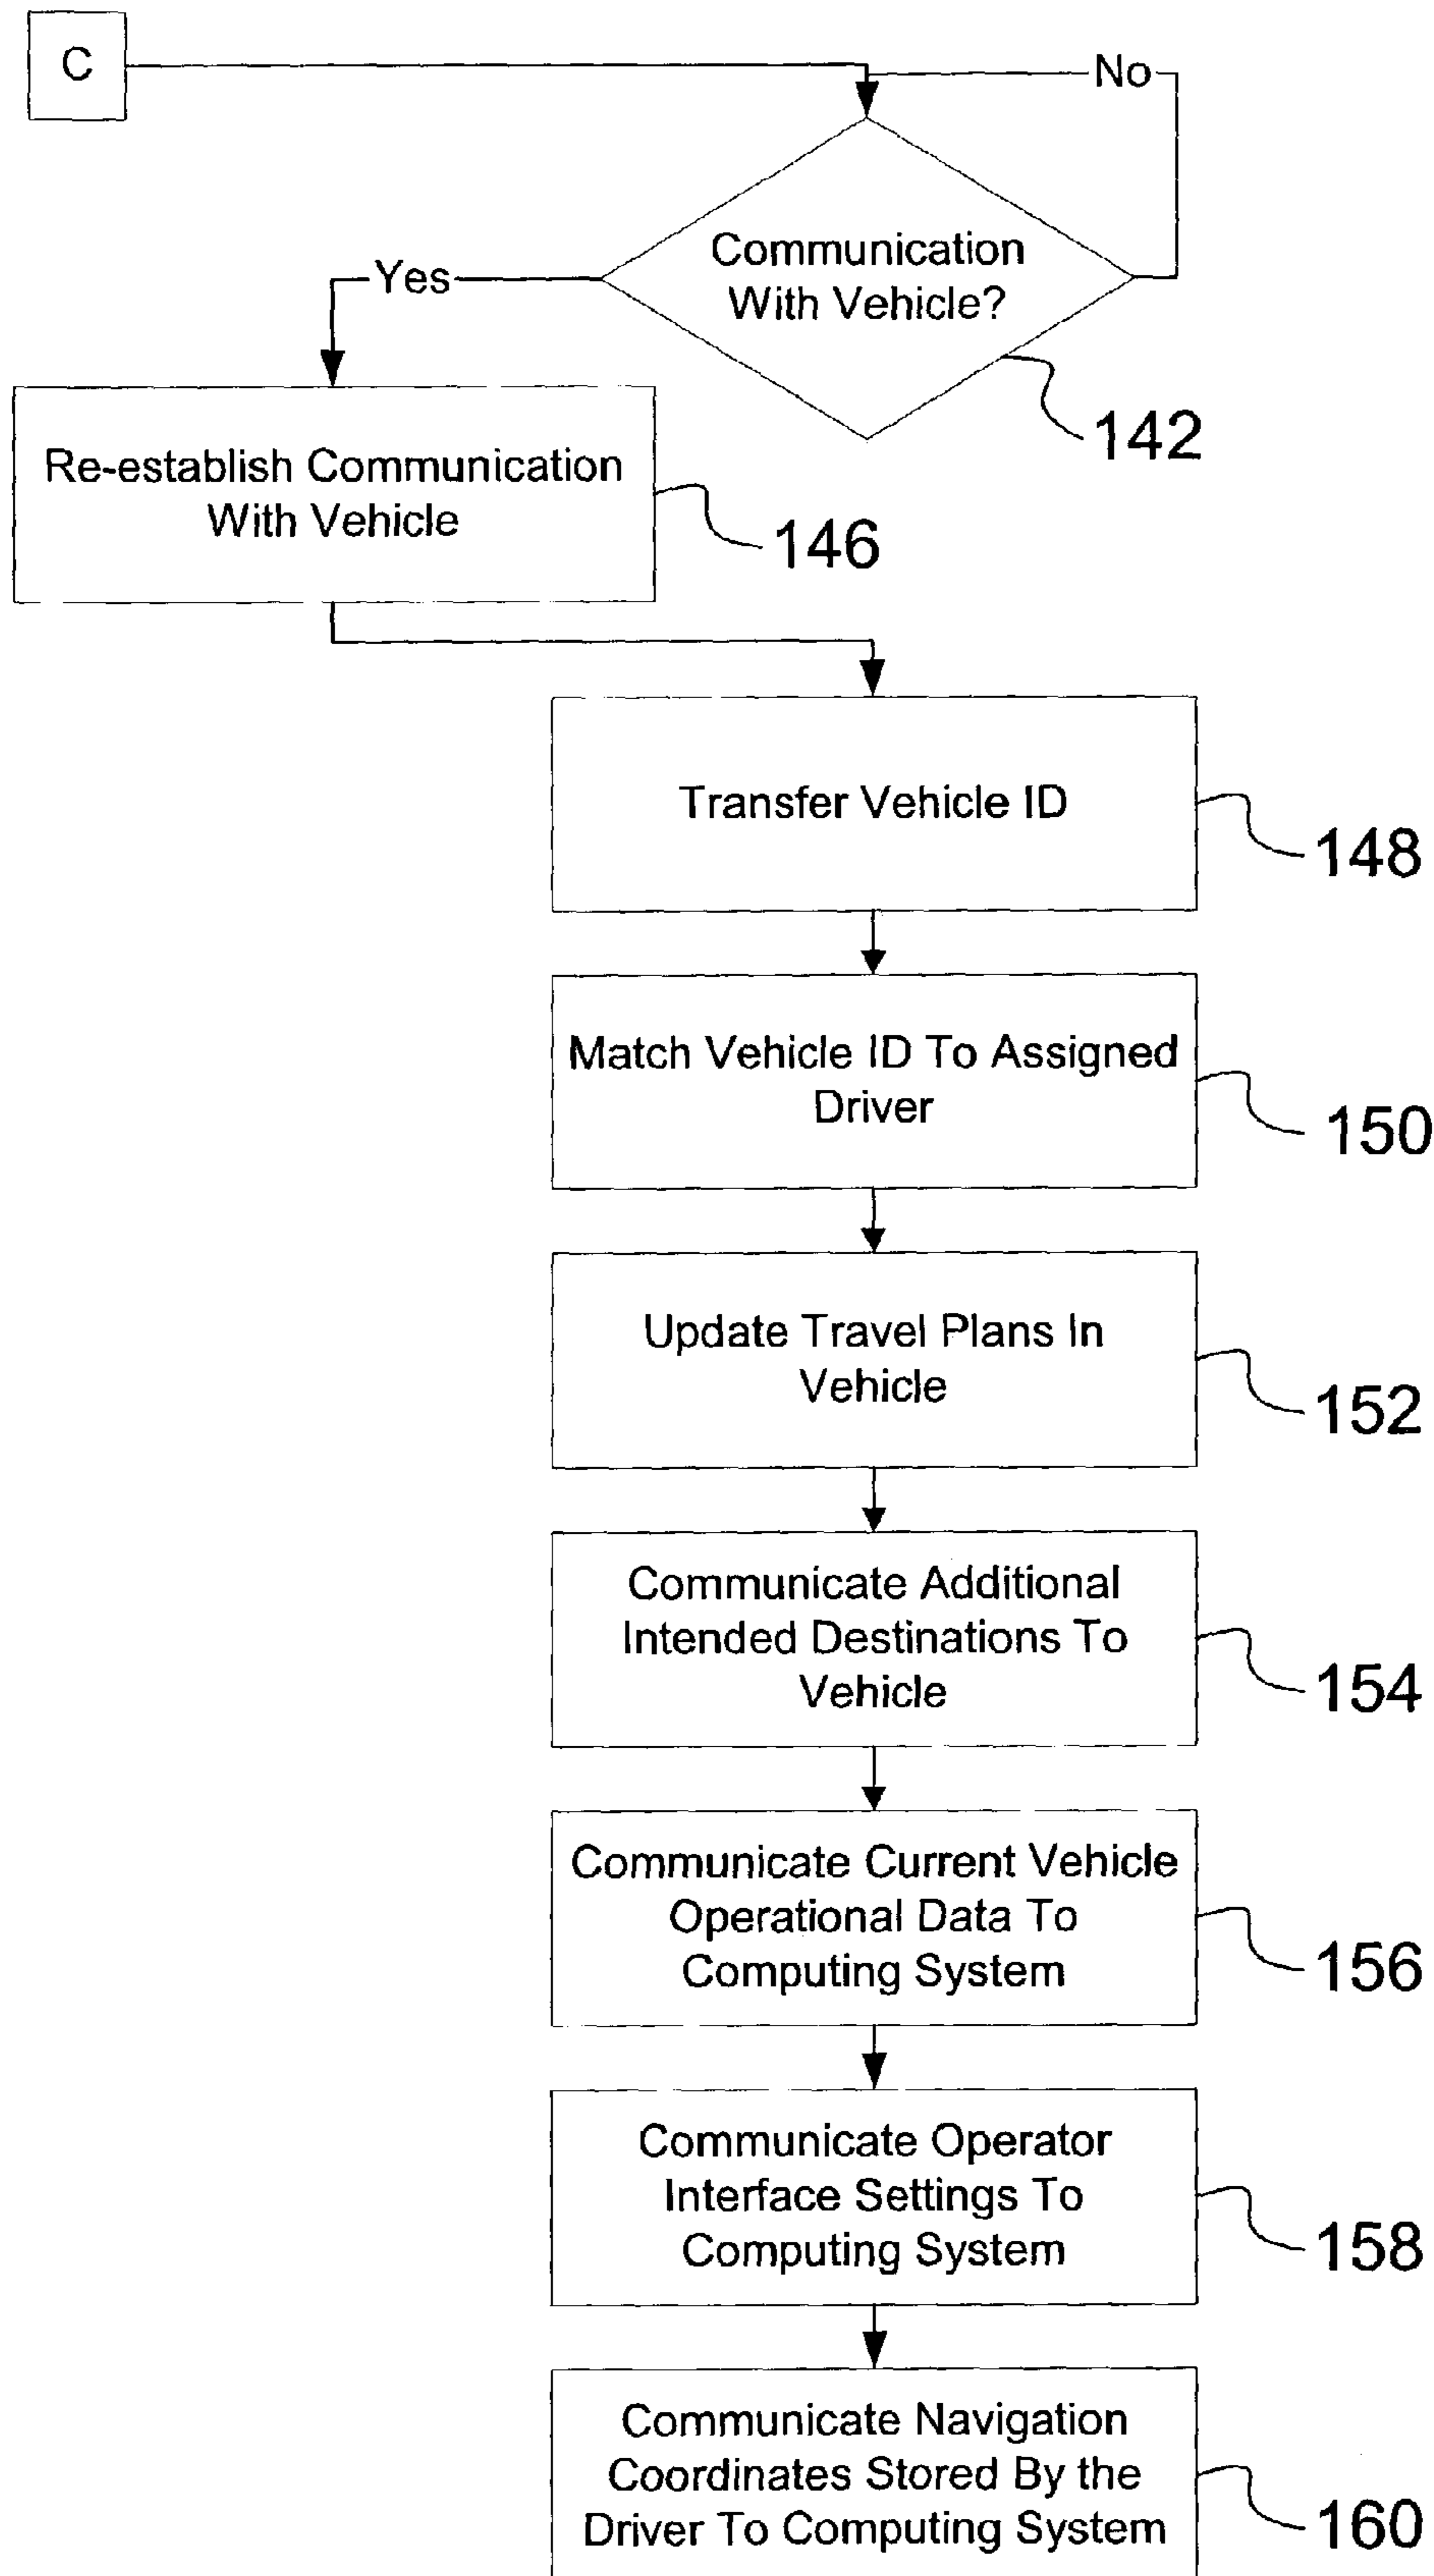 C
No
Communication
With Vehicle?
Yes
142
Re-establish Communication
With Vehicle
146
Transfer Vehicle ID
148
Match Vehicle ID To Assigned
Driver
150
Update Travel Plans In
Vehicle
152
Communicate Additional
Intended Destinations To
Vehicle
154
Communicate Current Vehicle
Operational Data To
Computing System
156
Communicate Operator
Interface Settings To
Computing System
158
Communicate Navigation
Coordinates Stored By the
Driver To Computing System
160